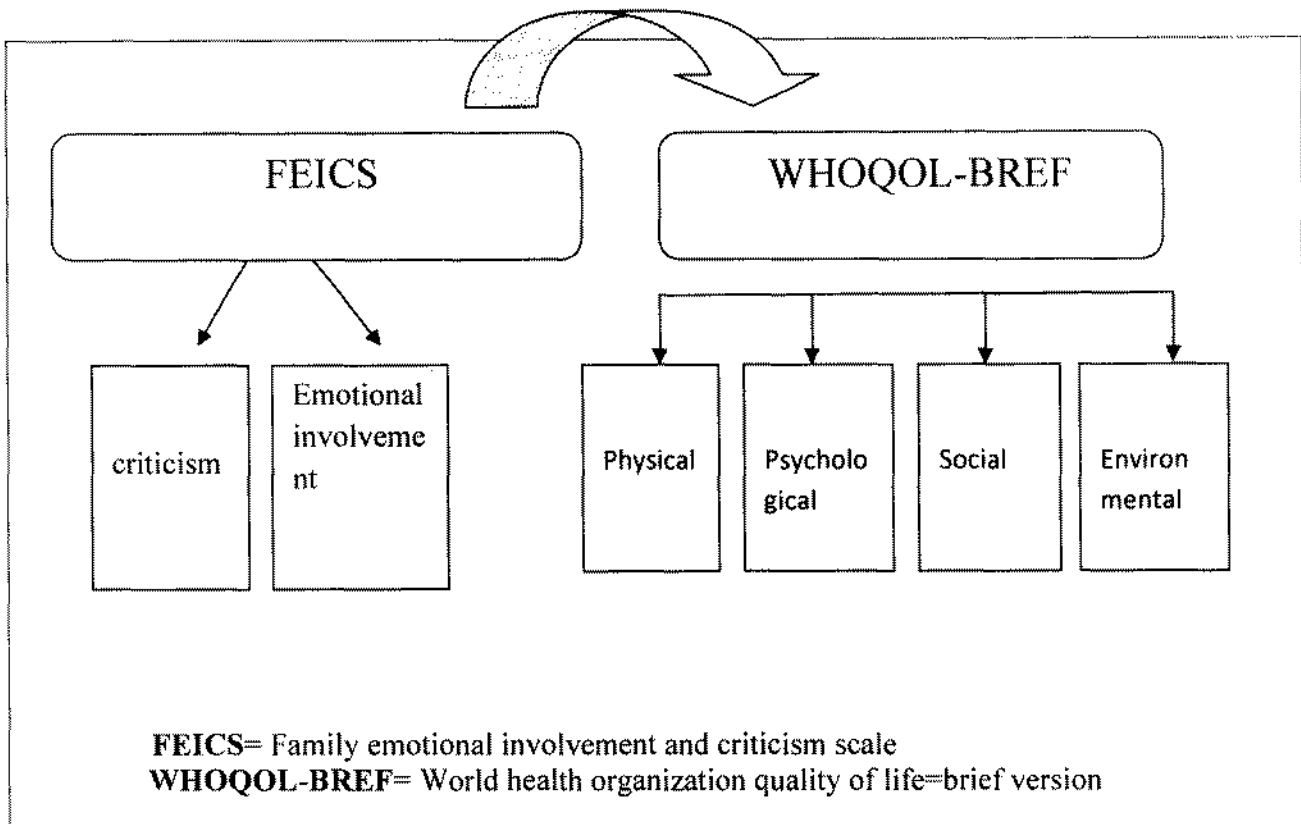 FEICS
WHOQOL-BREF
criticism
Emotional
involveme
nt
Physical
Psycholo
gical
Social
Environ
mental
FEICS= Family emotional involvement and criticism scale
WHOQOL-BREF= World health organization quality of life=brief version